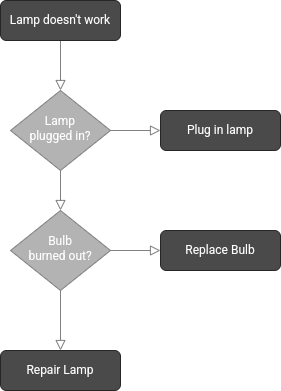 Lamp doesn't work
Lamp
plugged in?
Plug in lamp
Bulb
burned out?
Replace Bulb
Repair Lamp